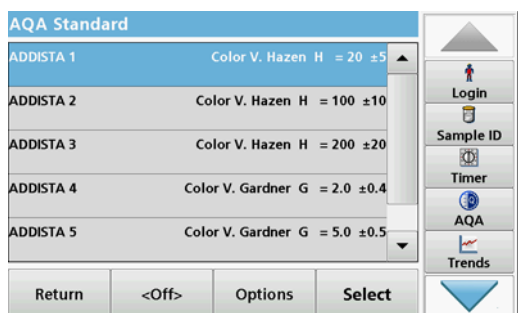 AQA Standard
ADDISTA 1 Color V. Hazen H = 20 ±5
ADDISTA 2 Color V. Hazen H = 100 ±10
ADDISTA 3 Color V. Hazen H = 200 ±20
ADDISTA 4 Color V. Gardner G = 2.0 ±0.4
ADDISTA 5 Color V. Gardner G = 5.0 ±0.5
Return <Off> Options Select
Login
Sample ID
Timer
AQA
Trends